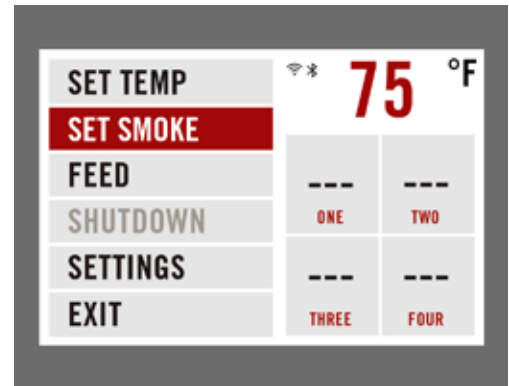 SET TEMP
SET SMOKE
FEED
SHUTDOWN
SETTINGS
EXIT
75 °F
--- ---
ONE TWO
--- ---
THREE FOUR